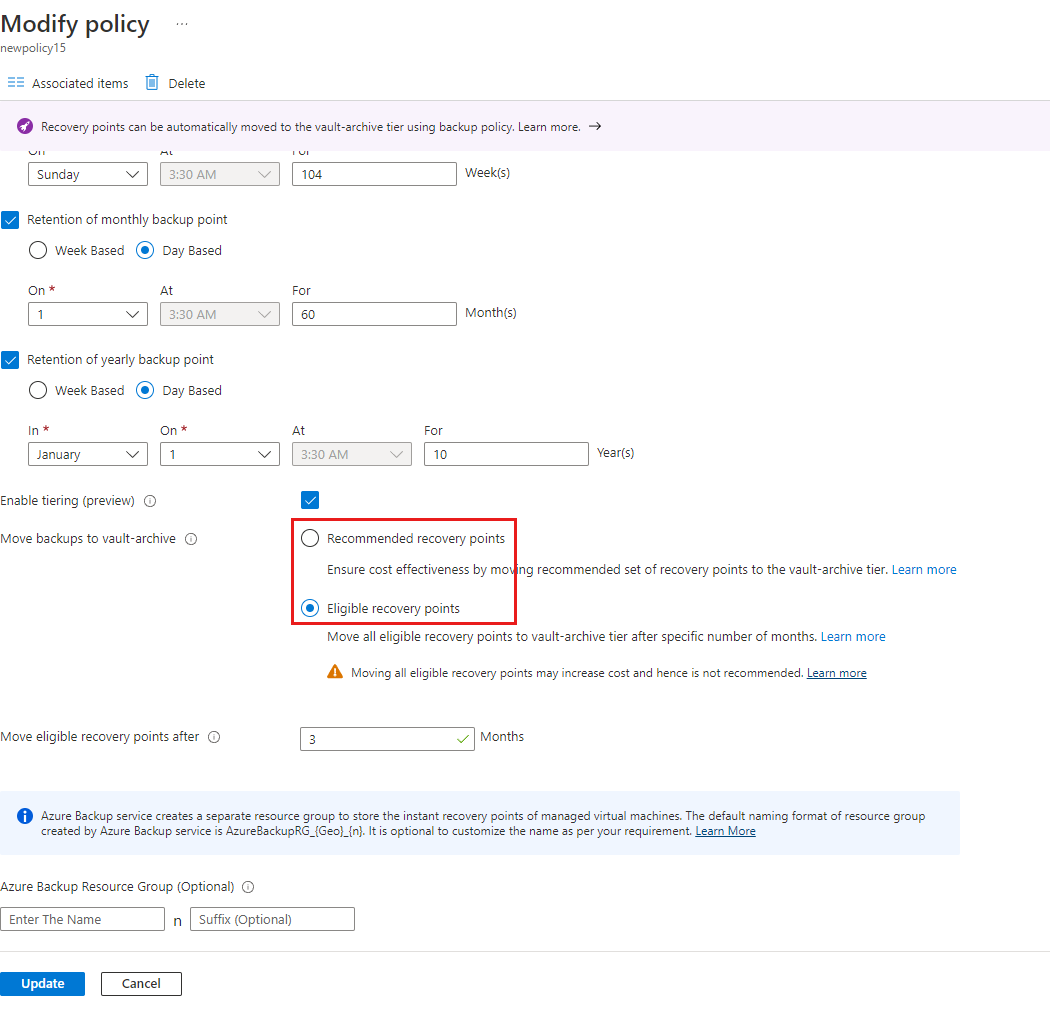 Modify policy ...
newpolicy15
Associated items Delete
Recovery points can be automatically moved to the vault-archive tier using backup policy. Learn more. →
On At For
Sunday 3:30 AM 104 Week(s)
Retention of monthly backup point
Week Based Day Based
On * At For
1 3:30 AM 60 Month(s)
Retention of yearly backup point
Week Based Day Based
In * On * At For
January 1 3:30 AM 10 Year(s)
Enable tiering (preview)
Move backups to vault-archive Recommended recovery points
Ensure cost effectiveness by moving recommended set of recovery points to the vault-archive tier. Learn more
Eligible recovery points
Move all eligible recovery points to vault-archive tier after specific number of months. Learn more
Moving all eligible recovery points may increase cost and hence is not recommended. Learn more
Move eligible recovery points after 3 Months
Azure Backup service creates a separate resource group to store the instant recovery points of managed virtual machines. The default naming format of resource group
created by Azure Backup service is AzureBackupRG_{Geo}_{n}. It is optional to customize the name as per your requirement. Learn More
Azure Backup Resource Group (Optional)
Enter The Name n Suffix (Optional)
Update Cancel